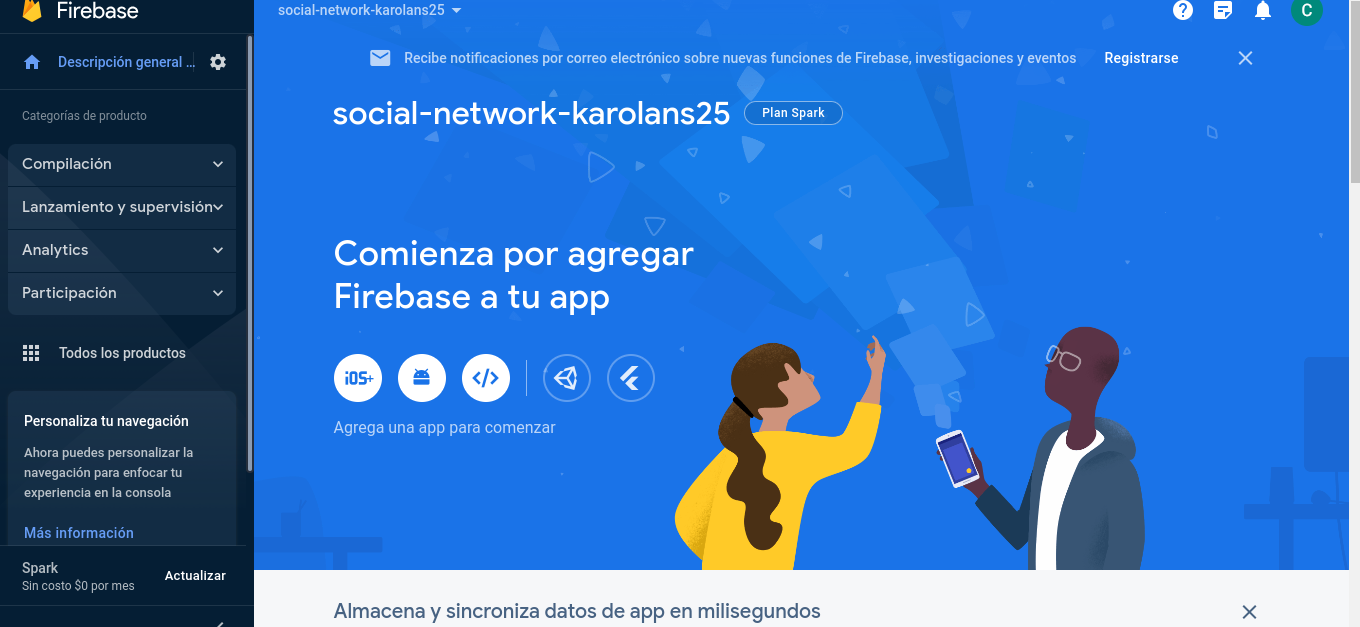 Firebase
social-network-karolans25
Descripción general ...
Recibe notificaciones por correo electrónico sobre nuevas funciones de Firebase, investigaciones y eventos
Registrarse
C
Categorías de producto
Compilación
Lanzamiento y supervisión
Analytics
Participación
Todos los productos
Personaliza tu navegación
Ahora puedes personalizar la
navegación para enfocar tu
experiencia en la consola
Más información
Spark
Sin costo $0 por mes
Actualizar
social-network-karolans25
Plan Spark
Comienza por agregar
Firebase a tu app
iOS+
Agrega una app para comenzar
Almacena y sincroniza datos de app en milisegundos